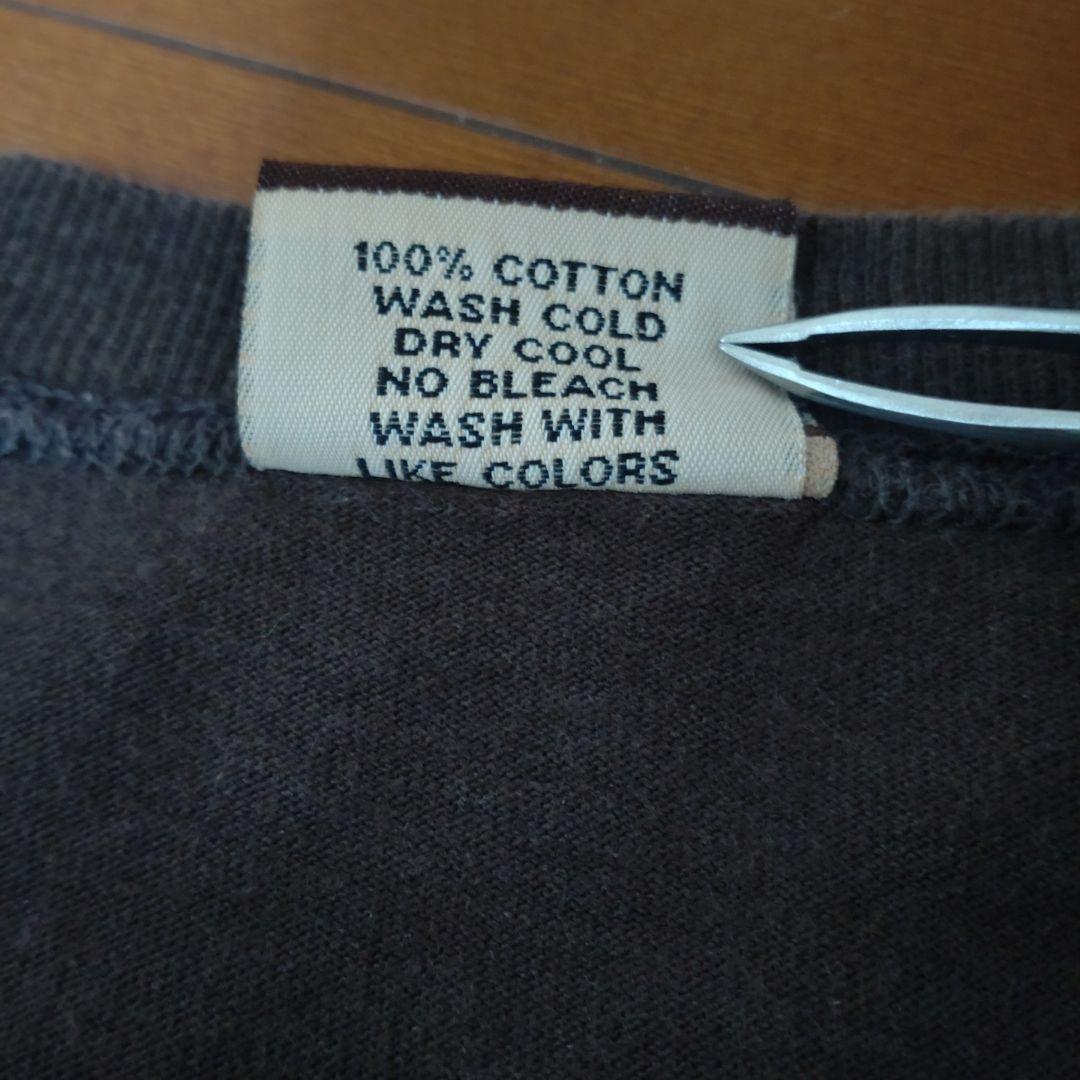 100% COTTON
WASH COLD
DRY COOL
NO BLEACH
WASH WITH
LIKE COLORS